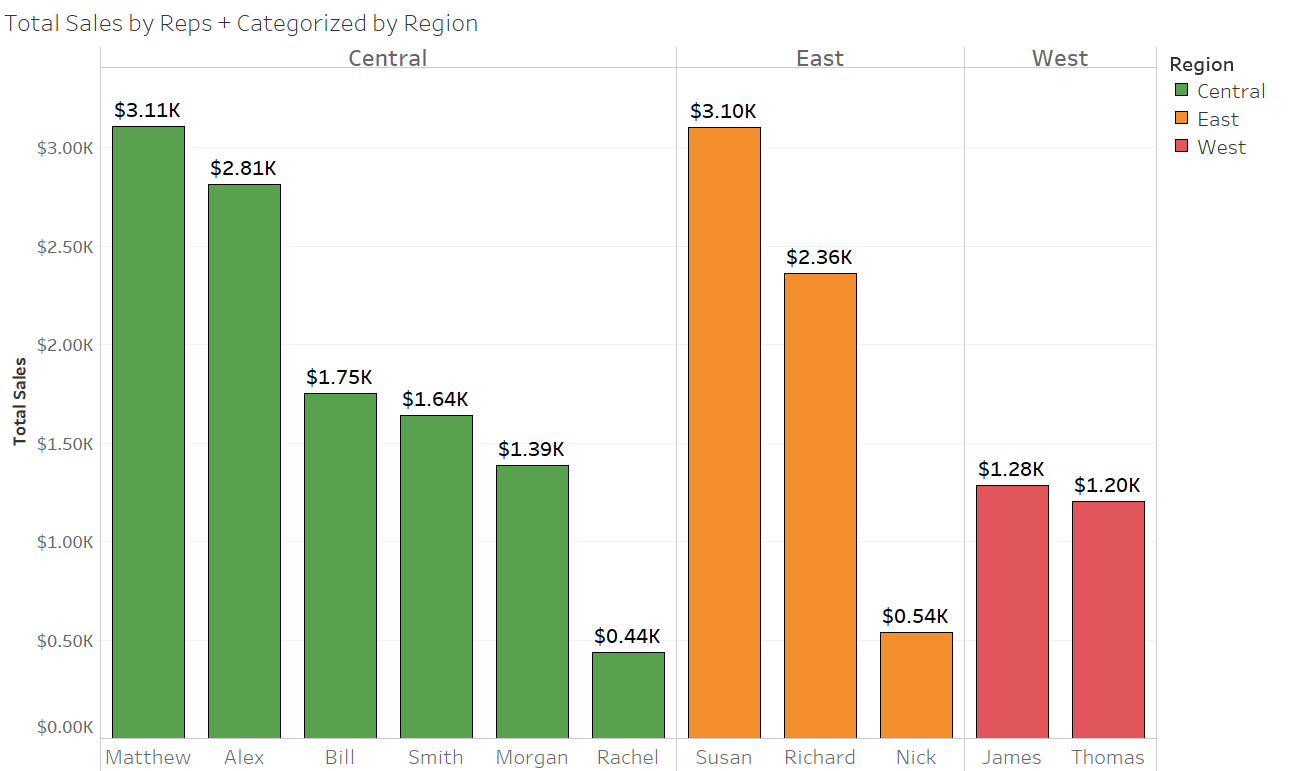 Total Sales by Reps + Categorized by Region
Central East West
Region
Central
East
West
Total Sales
$3.00K
$2.50K
$2.00K
$1.50K
$1.00K
$0.50K
$0.00K
$3.11K
$2.81K
$1.75K
$1.64K
$1.39K
$0.44K
$3.10K
$2.36K
$0.54K
$1.28K
$1.20K
Matthew Alex Bill Smith Morgan Rachel Susan Richard Nick James Thomas